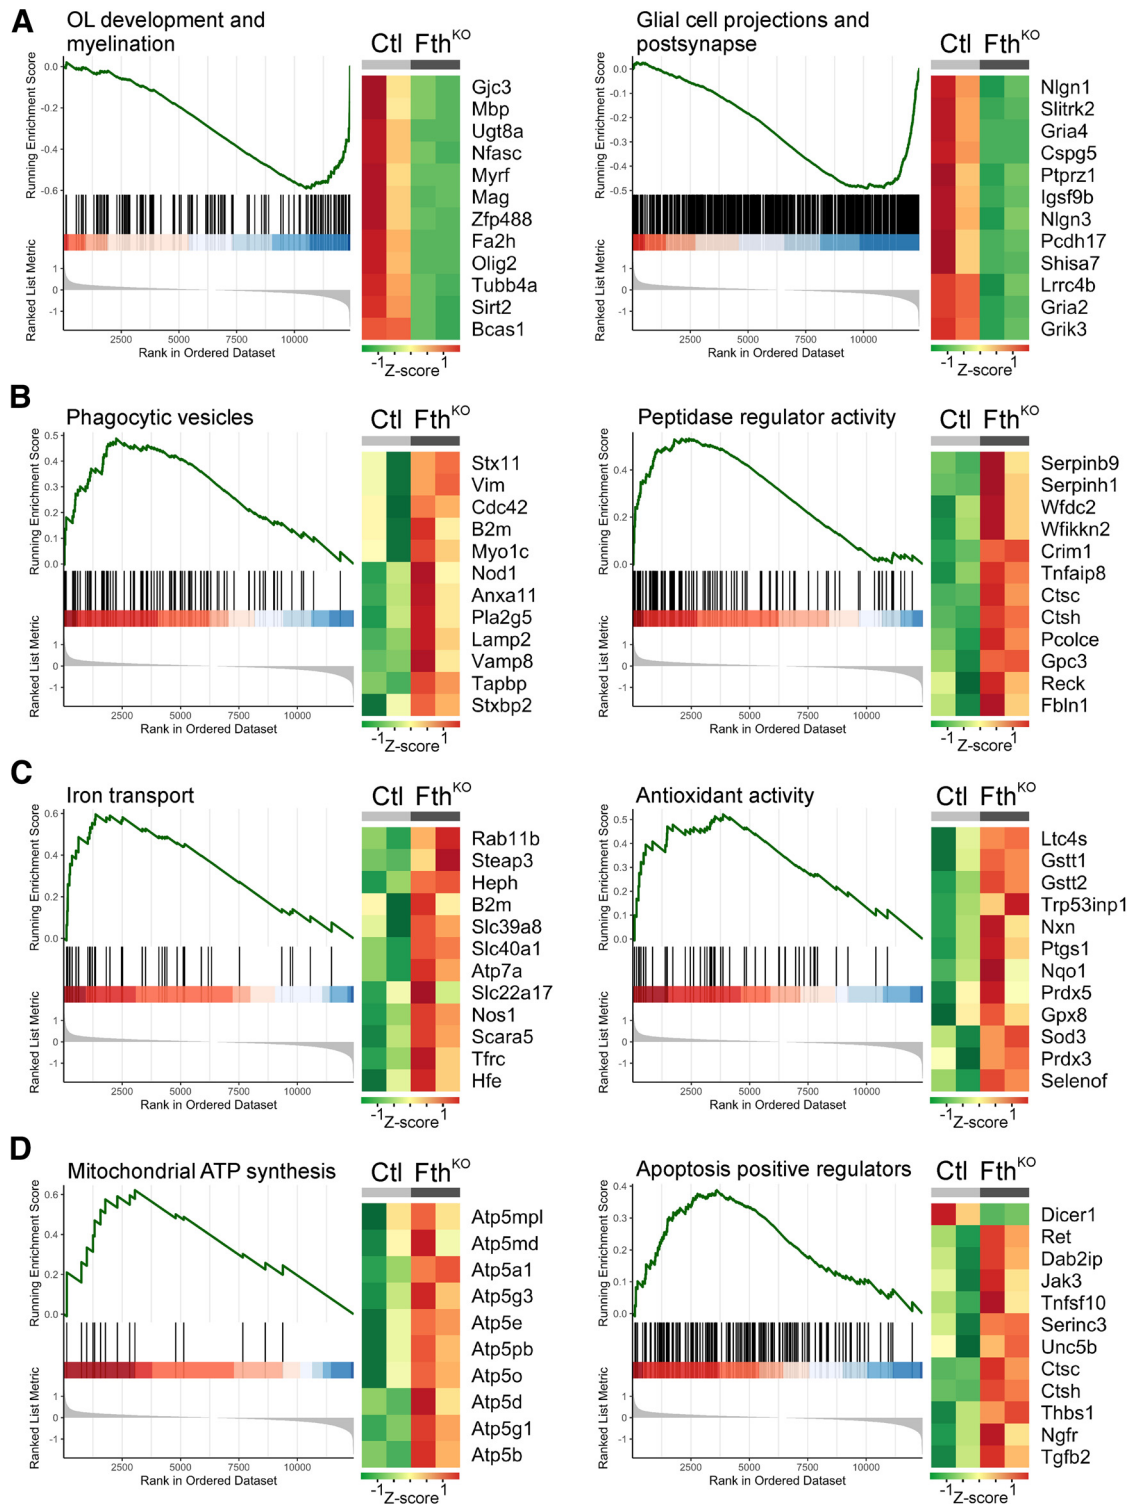 A
OL development and
myelination
Ctl Fth^KO
Running Enrichment Score
0.0
-0.2
-0.4
-0.6
Ranked List Metric
1
0
-1
2500 5000 7500 10000
Rank in Ordered Dataset
Gjc3
Mbp
Ugt8a
Nfasc
Myrf
Mag
Zfp488
Fa2h
Olig2
Tubb4a
Sirt2
Bcas1
-1 Z-score 1
Glial cell projections and
postsynapse
Ctl Fth^KO
Running Enrichment Score
0.0
-0.1
-0.2
-0.3
-0.4
-0.5
Ranked List Metric
1
0
-1
2500 5000 7500 10000
Rank in Ordered Dataset
Nlgn1
Slitrk2
Gria4
Cspg5
Ptprz1
Igsf9b
Nlgn3
Pcdh17
Shisa7
Lrrc4b
Gria2
Grik3
-1 Z-score 1
B
Phagocytic vesicles
Ctl Fth^KO
Running Enrichment Score
0.5
0.4
0.3
0.2
0.1
0.0
Ranked List Metric
1
0
-1
2500 5000 7500 10000
Rank in Ordered Dataset
Stx11
Vim
Cdc42
B2m
Myo1c
Nod1
Anxa11
Pla2g5
Lamp2
Vamp8
Tapbp
Stxbp2
-1 Z-score 1
Peptidase regulator activity
Ctl Fth^KO
Running Enrichment Score
0.4
0.2
0.0
Ranked List Metric
1
0
-1
2500 5000 7500 10000
Rank in Ordered Dataset
Serpinb9
Serpinh1
Wfdc2
Wfikkn2
Crim1
Tnfaip8
Ctsc
Ctsh
Pcolce
Gpc3
Reck
Fbln1
-1 Z-score 1
C
Iron transport
Ctl Fth^KO
Running Enrichment Score
0.6
0.4
0.2
0.0
Ranked List Metric
1
0
-1
2500 5000 7500 10000
Rank in Ordered Dataset
Rab11b
Steap3
Heph
B2m
Slc39a8
Slc40a1
Atp7a
Slc22a17
Nos1
Scara5
Tfrc
Hfe
-1 Z-score 1
Antioxidant activity
Ctl Fth^KO
Running Enrichment Score
0.5
0.4
0.3
0.2
0.1
0.0
Ranked List Metric
1
0
-1
2500 5000 7500 10000
Rank in Ordered Dataset
Ltc4s
Gstt1
Gstt2
Trp53inp1
Nxn
Ptgs1
Nqo1
Prdx5
Gpx8
Sod3
Prdx3
Selenof
-1 Z-score 1
D
Mitochondrial ATP synthesis
Ctl Fth^KO
Running Enrichment Score
0.6
0.4
0.2
0.0
Ranked List Metric
1
0
-1
2500 5000 7500 10000
Rank in Ordered Dataset
Atp5mpl
Atp5md
Atp5a1
Atp5g3
Atp5e
Atp5pb
Atp5o
Atp5d
Atp5g1
Atp5b
-1 Z-score 1
Apoptosis positive regulators
Ctl Fth^KO
Running Enrichment Score
0.4
0.3
0.2
0.1
0.0
Ranked List Metric
1
0
-1
2500 5000 7500 10000
Rank in Ordered Dataset
Dicer1
Ret
Dab2ip
Jak3
Tnfsf10
Serinc3
Unc5b
Ctsc
Ctsh
Thbs1
Ngfr
Tgfb2
-1 Z-score 1